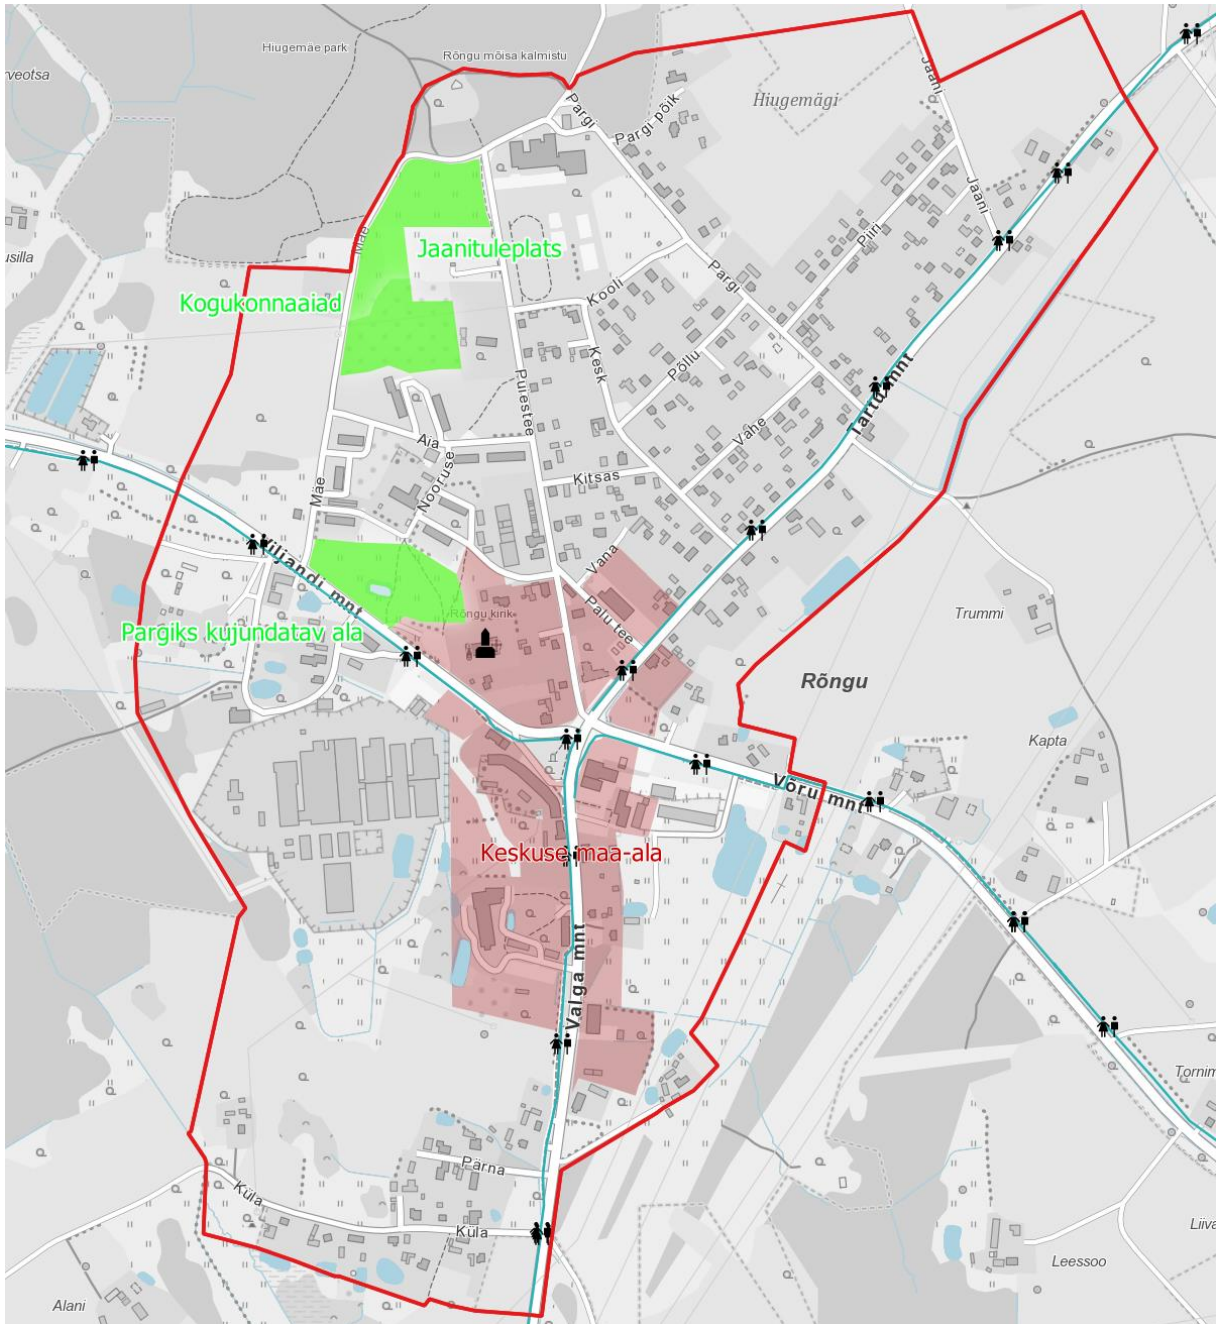 Hiugemäe park
Rõngu mõisa kalmistu
rveotsa
Jaani
Pargi
Pargi põik
Hiugemägi
Jaani
Mäe
Piiri
usilla
Jaanituleplats
Kooli
Pargi
Kogukonnaaiad
Kesk
Põllu
Puiestee
Tartu mnt
Vahe
Aia
Nooruse
Kitsas
Mäe
Viljandi mnt
Vana
Rõngu kirik
Palu tee
Trummi
Pargiks kujundatav ala
Rõngu
Kapta
Võru mnt
Keskuse maa-ala
Valga mnt
Tornim
Pärna
Küla
Küla
Liiva
Leessoo
Alani